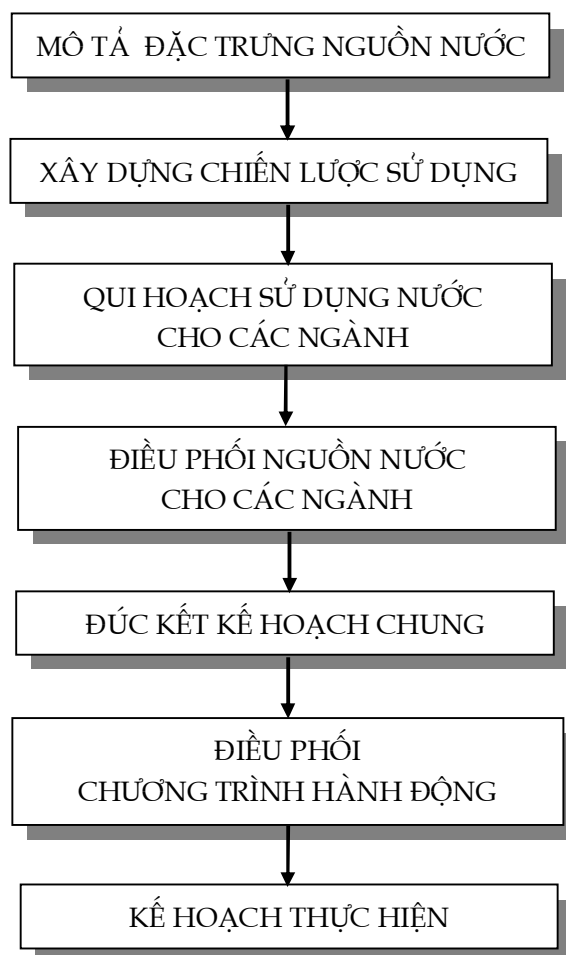 MÔ TẢ ĐẶC TRƯNG NGUỒN NƯỚC
XÂY DỰNG CHIẾN LƯỢC SỬ DỤNG
QUI HOẠCH SỬ DỤNG NƯỚC
CHO CÁC NGÀNH
ĐIỀU PHỐI NGUỒN NƯỚC
CHO CÁC NGÀNH
ĐÚC KẾT KẾ HOẠCH CHUNG
ĐIỀU PHỐI
CHƯƠNG TRÌNH HÀNH ĐỘNG
KẾ HOẠCH THỰC HIỆN